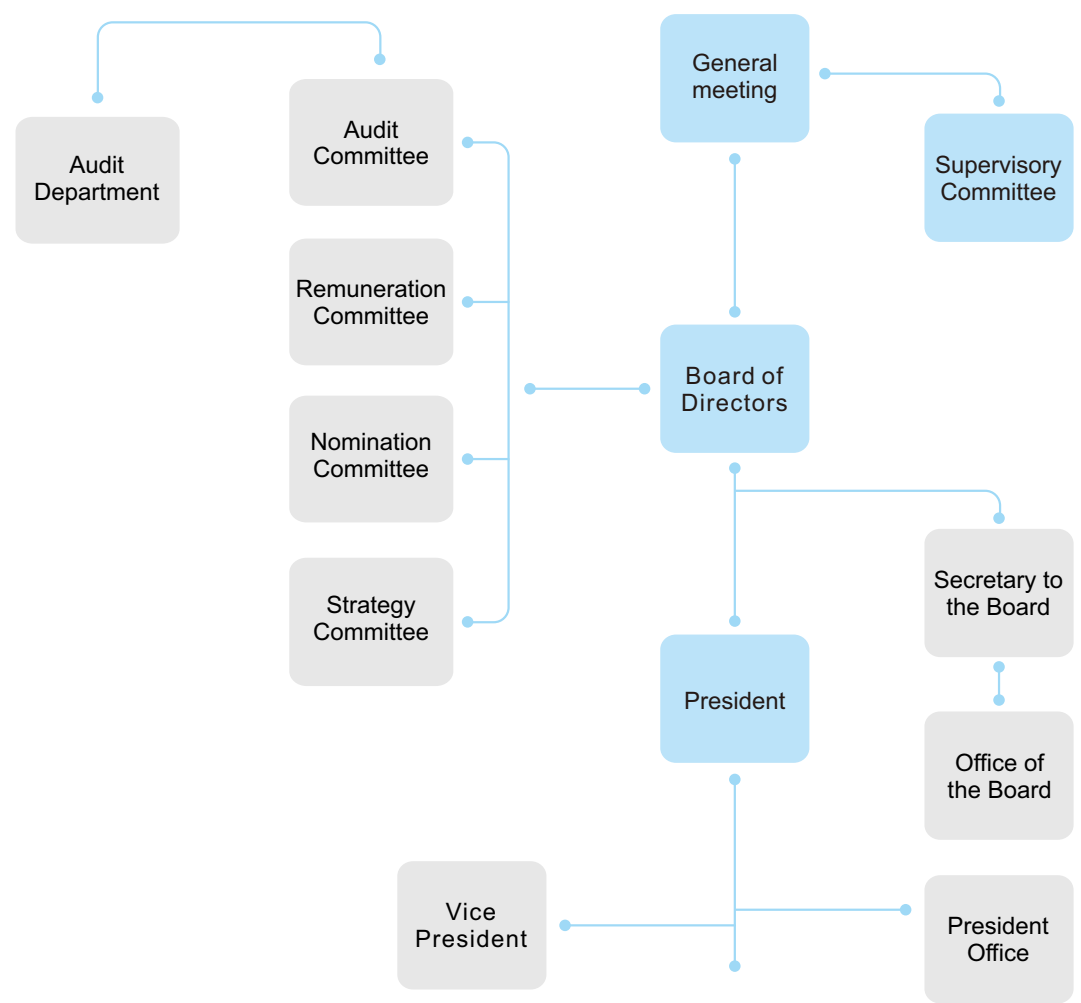 General
meeting
Audit
Committee
Supervisory
Committee
Audit
Department
Remuneration
Committee
Board of
Directors
Nomination
Committee
Secretary to
the Board
Strategy
Committee
President
Office of
the Board
Vice
President
President
Office